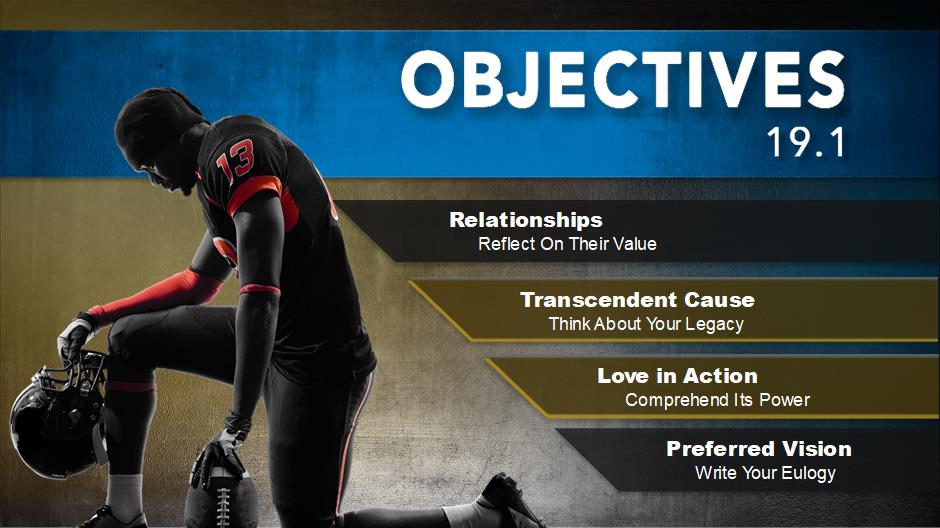 OBJECTIVES
19.1
13
Relationships
Reflect On Their Value
Transcendent Cause
Think About Your Legacy
Love in Action
Comprehend Its Power
Preferred Vision
Write Your Eulogy